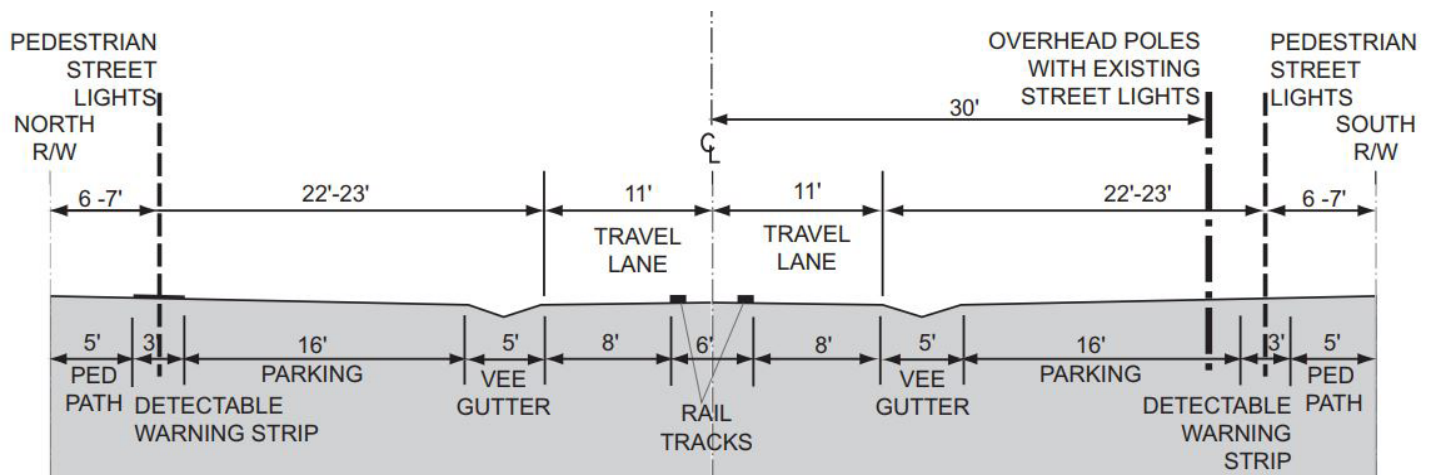 PEDESTRIAN
STREET
LIGHTS
NORTH
R/W
OVERHEAD POLES
WITH EXISTING
STREET LIGHTS
PEDESTRIAN
STREET
LIGHTS
SOUTH
R/W
30'
CL
6 -7'
22'-23'
11'
11'
22'-23'
6 -7'
TRAVEL
LANE
TRAVEL
LANE
5'
3'
16'
5'
8'
6'
8'
5'
16'
3'
5'
PED
PATH
PARKING
VEE
GUTTER
VEE
GUTTER
PARKING
PED
PATH
DETECTABLE
WARNING STRIP
RAIL
TRACKS
DETECTABLE
WARNING
STRIP